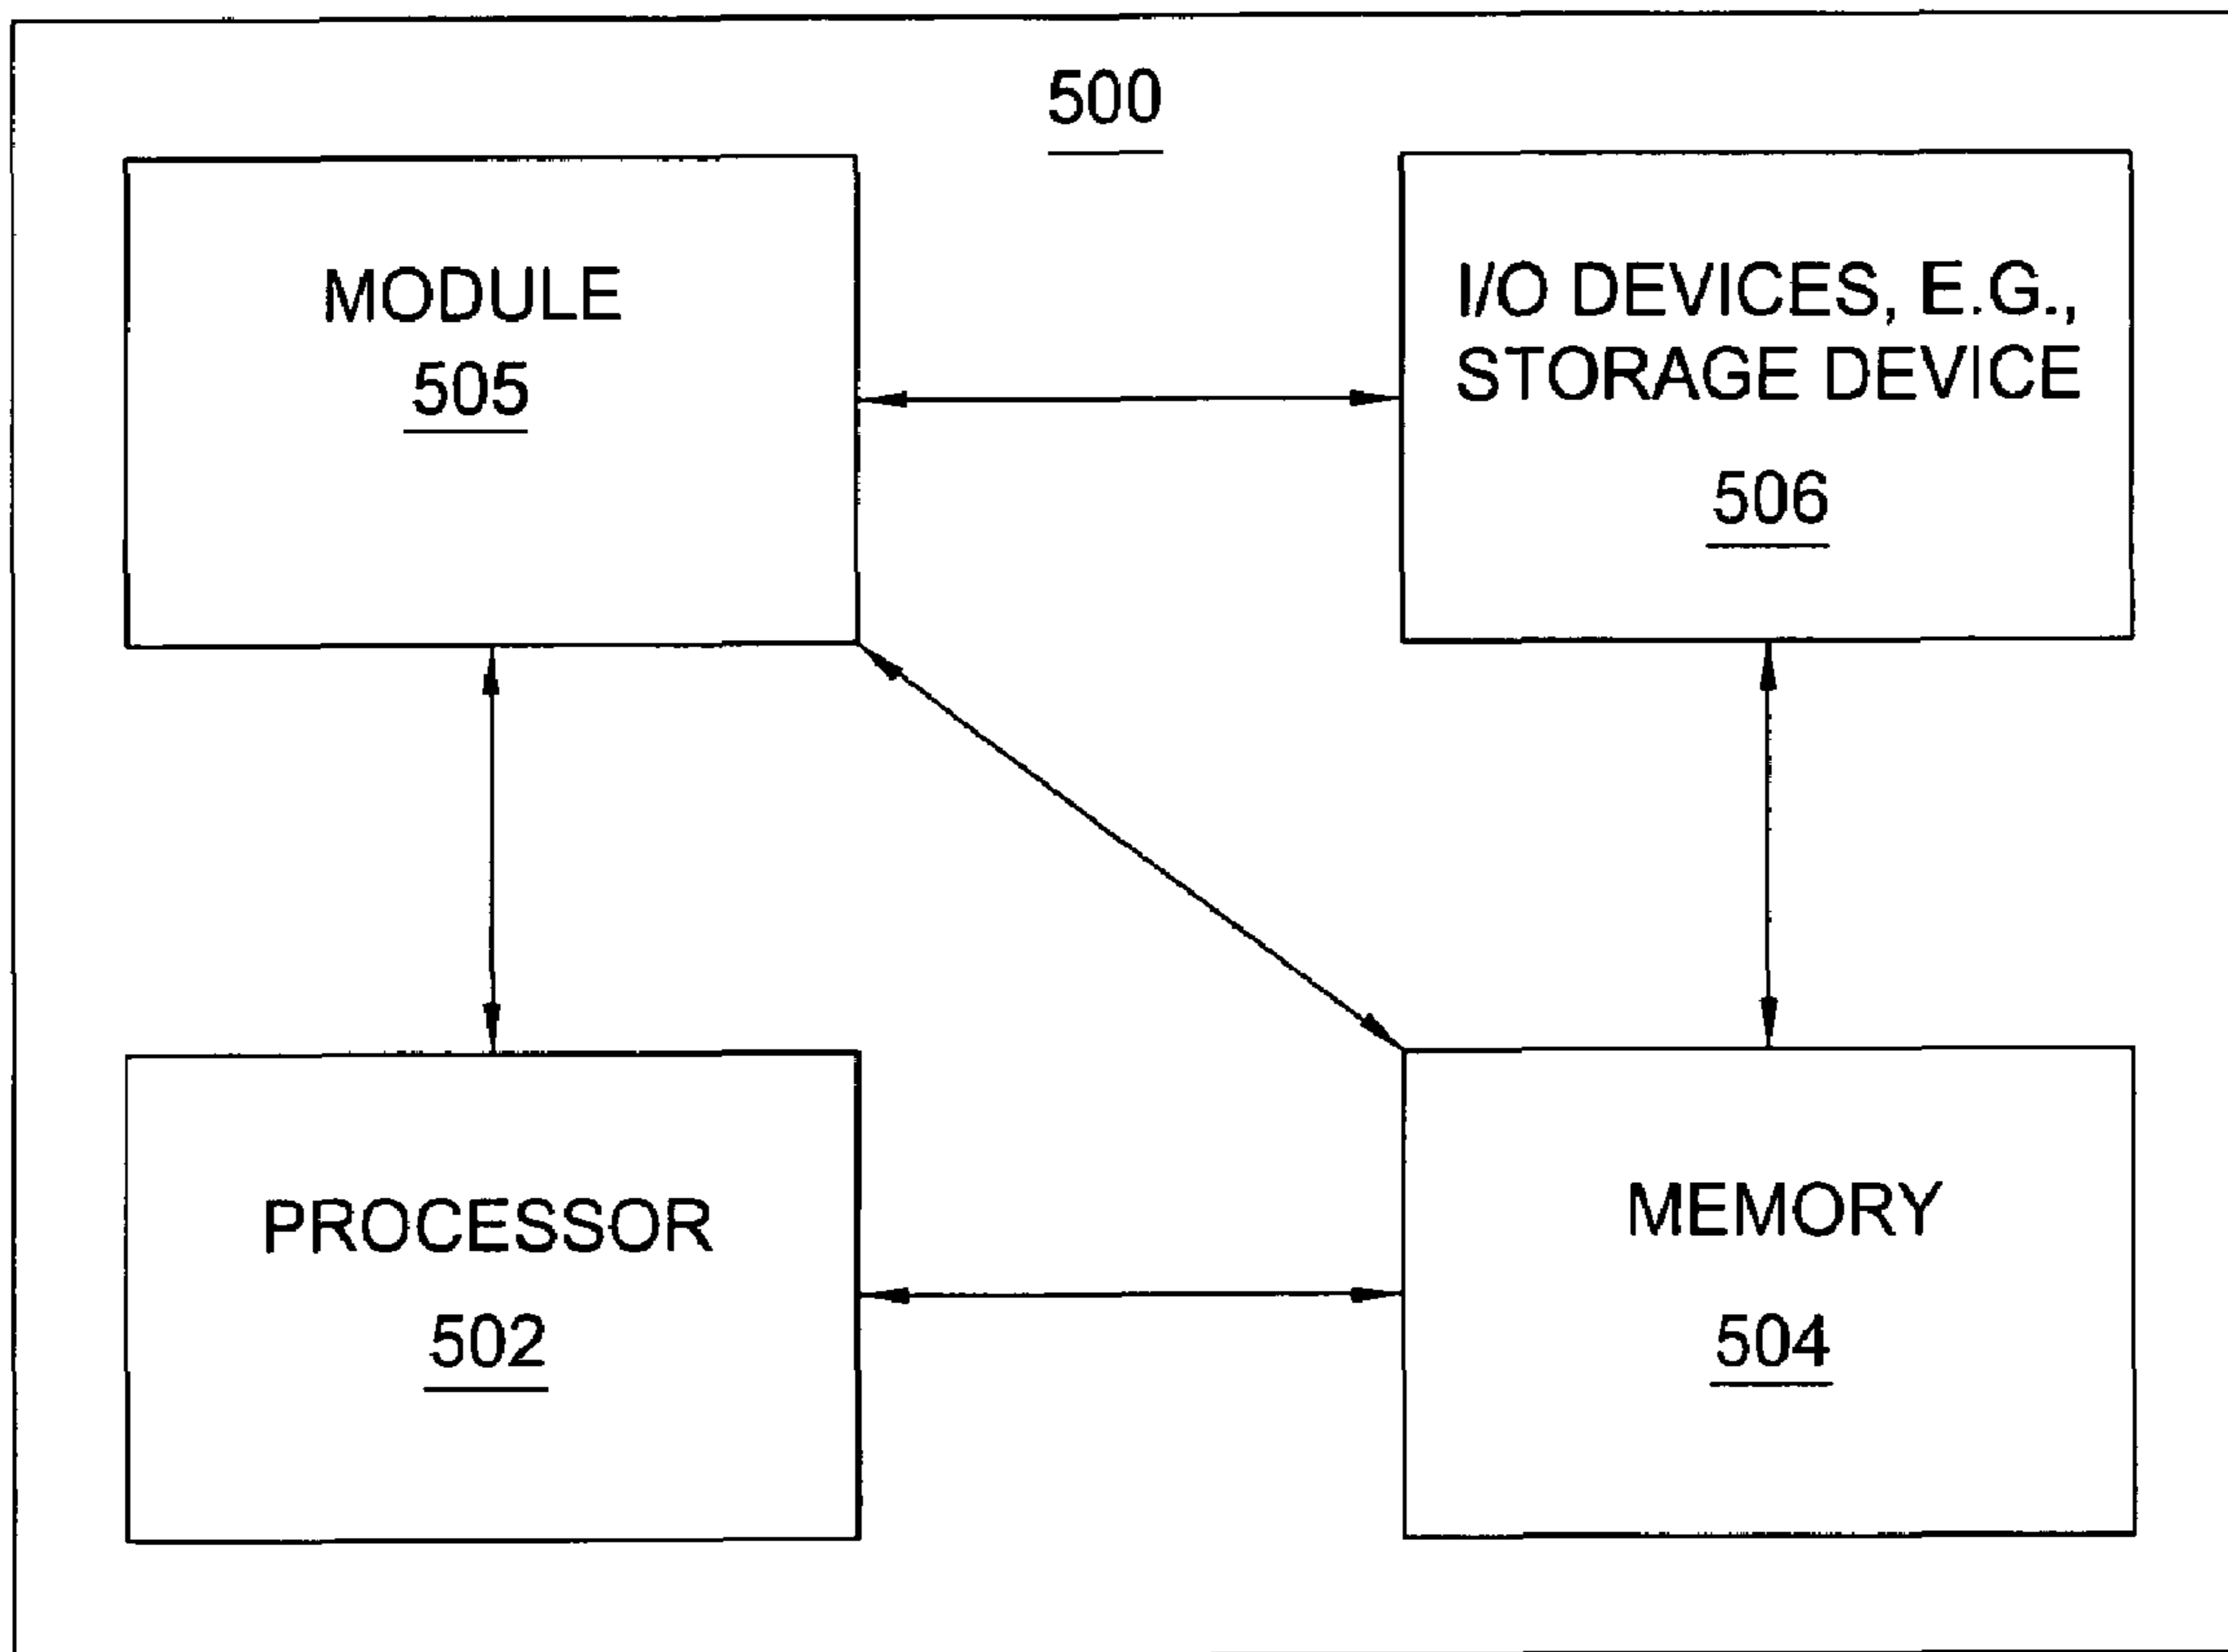 500
MODULE
505
I/O DEVICES, E.G.,
STORAGE DEVICE
506
PROCESSOR
502
MEMORY
504